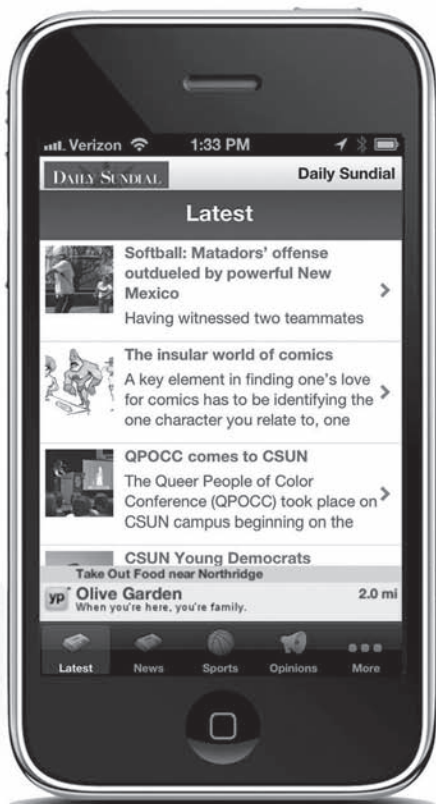 Verizon 1:33 PM
DAILY SUNDIAL Daily Sundial
Latest
Softball: Matadors' offense
outdueled by powerful New
Mexico
Having witnessed two teammates
The insular world of comics
A key element in finding one's love
for comics has to be identifying the
one character you relate to, one
QPOCC comes to CSUN
The Queer People of Color
Conference (QPOCC) took place on
CSUN campus beginning on the
CSUN Young Democrats
Take Out Food near Northridge
yp Olive Garden 2.0 mi
When you're here, you're family.
Latest News Sports Opinions More